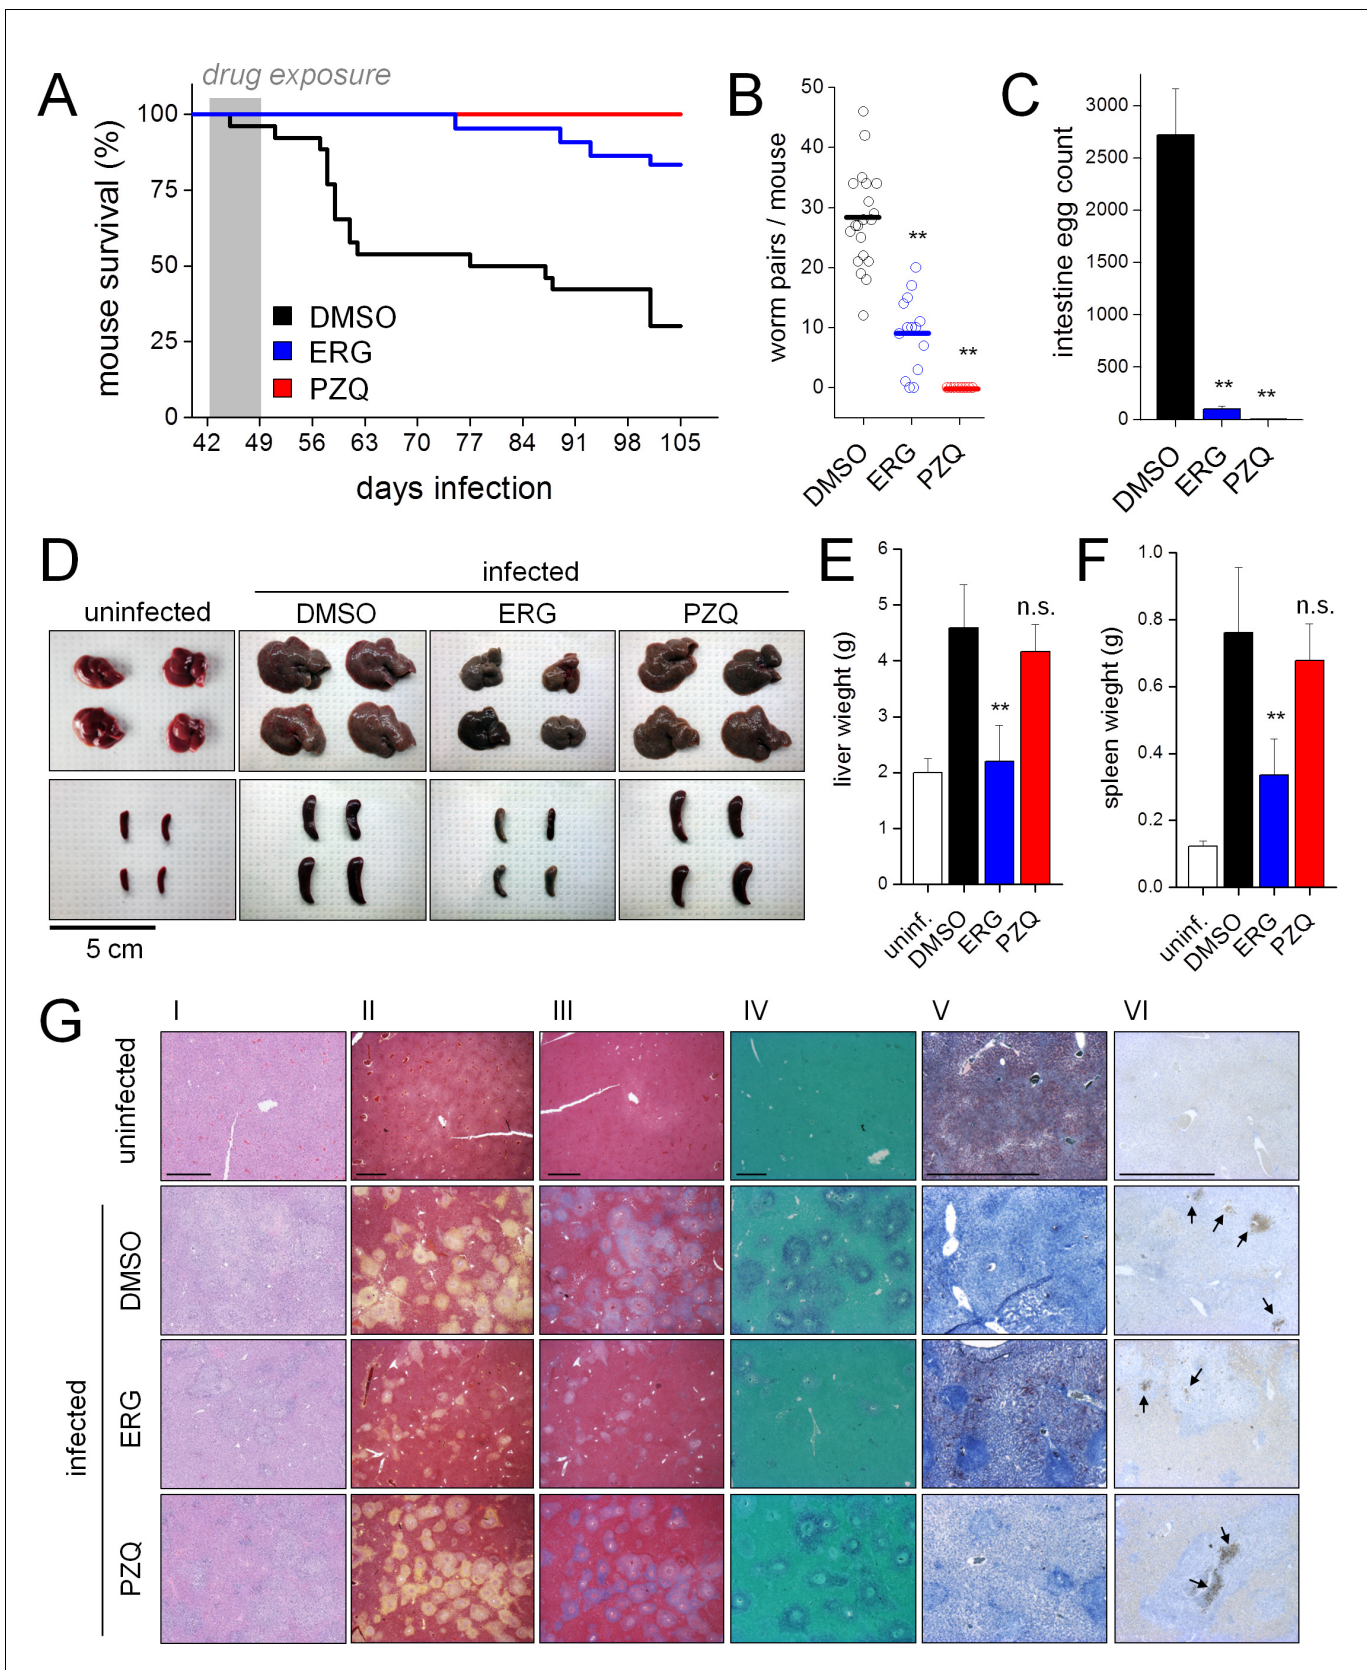 A
drug exposure
mouse survival (%)
100
75
50
25
0
DMSO
ERG
PZQ
42 49 56 63 70 77 84 91 98 105
days infection
B
worm pairs / mouse
50
40
30
20
10
0
**
**
DMSO ERG PZQ
C
intestine egg count
3000
2500
2000
1500
1000
500
0
** **
DMSO ERG PZQ
D
infected
uninfected DMSO ERG PZQ
5 cm
E
liver wieght (g)
6
5
4
3
2
1
0
n.s.
**
uninf. DMSO ERG PZQ
F
spleen wieght (g)
1.0
0.8
0.6
0.4
0.2
0.0
n.s.
**
uninf. DMSO ERG PZQ
G
I II III IV V VI
uninfected
infected
DMSO
ERG
PZQ